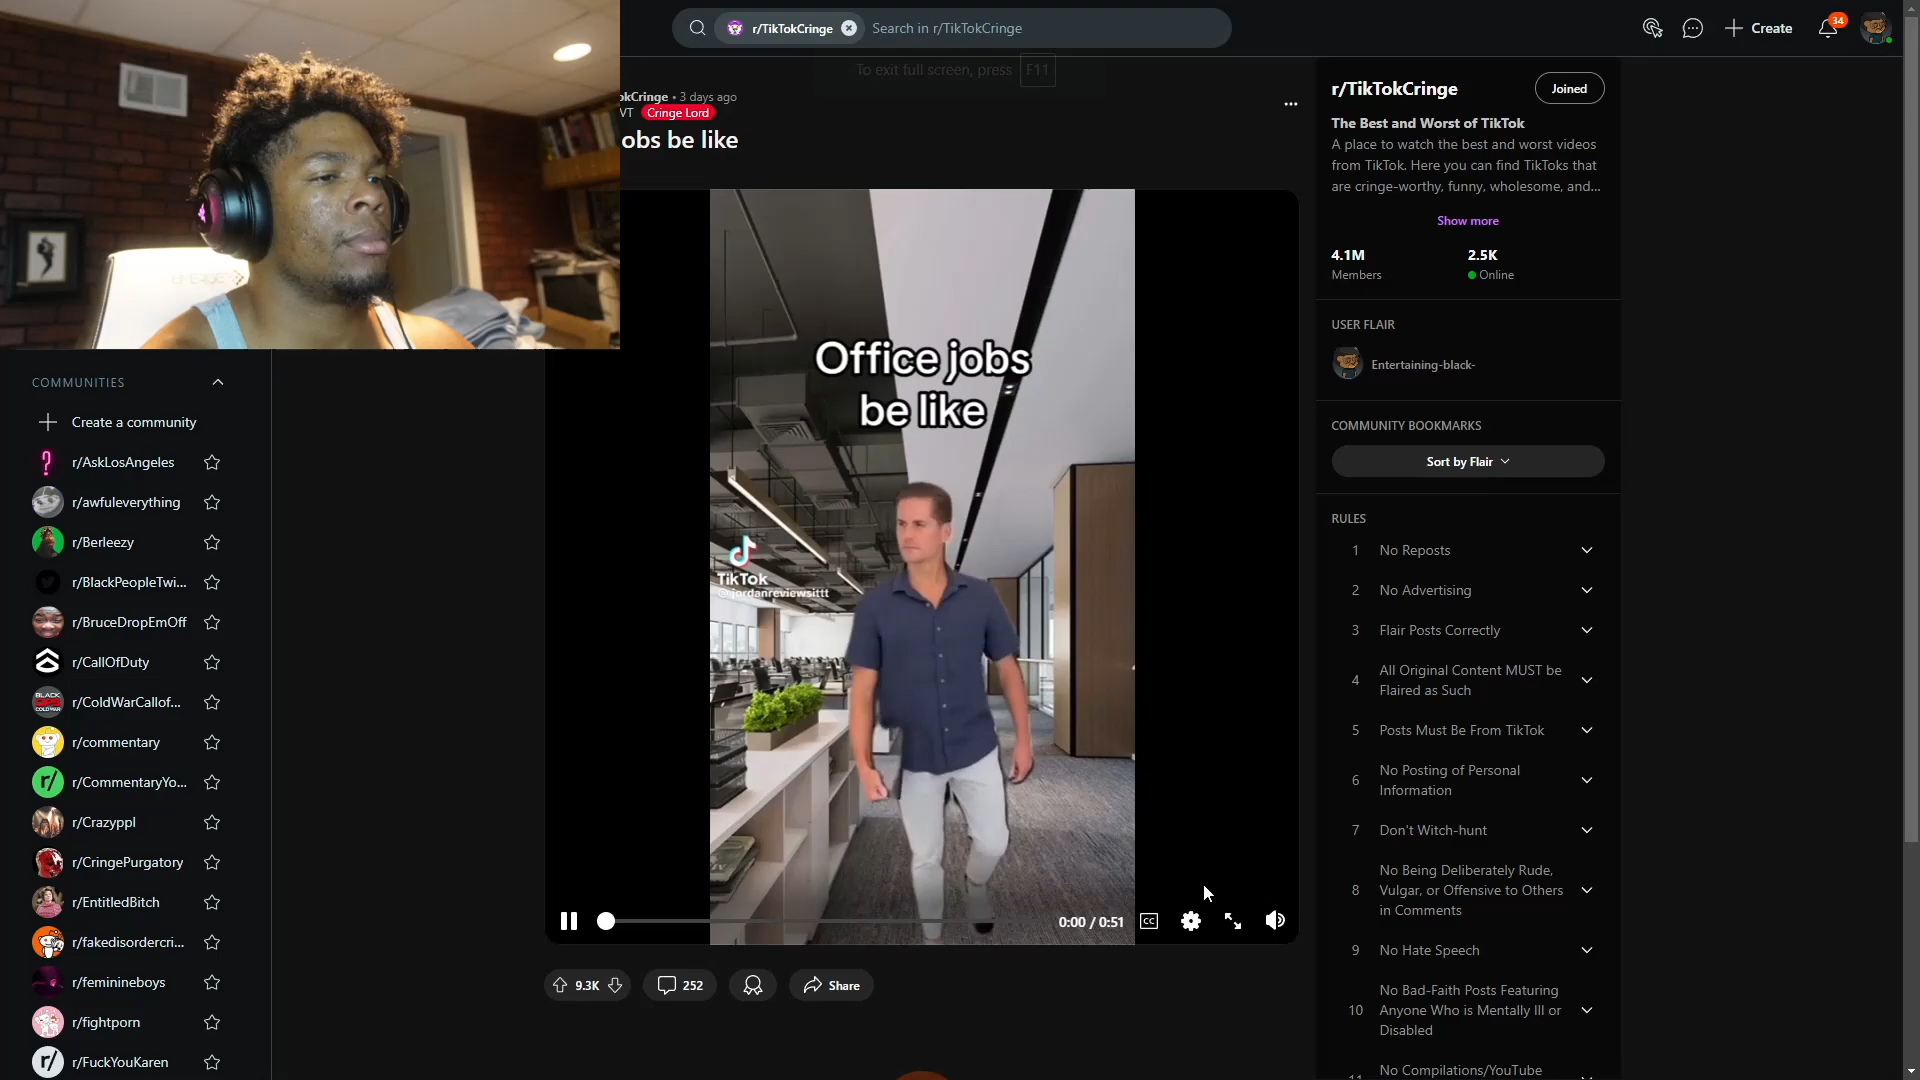 r/TikTokCringe
Search in r/TikTokCringe
Create
34
To exit full screen, press F11
okCringe • 3 days ago
VT Cringe Lord
obs be like
Office jobs
be like
TikTok
@jordanreviewsittt
0:00 / 0:51
CC
9.3K
252
Share
COMMUNITIES
Create a community
r/AskLosAngeles
r/awfuleverything
r/Berleezy
r/BlackPeopleTwi...
r/BruceDropEmOff
r/CallOfDuty
r/ColdWarCallof...
r/commentary
r/CommentaryYo...
r/Crazyppl
r/CringePurgatory
r/EntitledBitch
r/fakedisordercri...
r/feminineboys
r/fightporn
r/FuckYouKaren
r/TikTokCringe
Joined
The Best and Worst of TikTok
A place to watch the best and worst videos
from TikTok. Here you can find TikToks that
are cringe-worthy, funny, wholesome, and...
Show more
4.1M
Members
2.5K
Online
USER FLAIR
Entertaining-black-
COMMUNITY BOOKMARKS
Sort by Flair
RULES
1 No Reposts
2 No Advertising
3 Flair Posts Correctly
4 All Original Content MUST be
Flaired as Such
5 Posts Must Be From TikTok
6 No Posting of Personal
Information
7 Don't Witch-hunt
8 No Being Deliberately Rude,
Vulgar, or Offensive to Others
in Comments
9 No Hate Speech
10 No Bad-Faith Posts Featuring
Anyone Who is Mentally Ill or
Disabled
11 No Compilations/YouTube